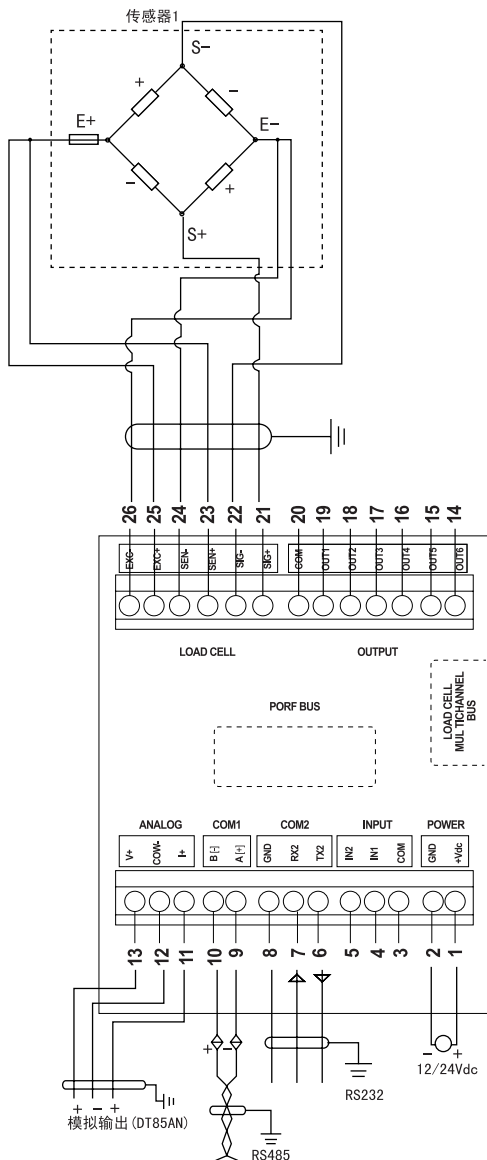 传感器1
S-
+
-
E+
E-
-
+
S+
26 25 24 23 22 21 20 19 18 17 16 15 14
EXC- EXC+ SEN- SEN+ SIG- SIG+ COM OUT1 OUT2 OUT3 OUT4 OUT5 OUT6
LOAD CELL
OUTPUT
LOAD CELL
MULTICHANNEL
BUS
PORF BUS
ANALOG COM1 COM2 INPUT POWER
V+ COW- I+ B [-] A [+] GND RX2 TX2 IN2 IN1 COM GND +Vdc
13 12 11 10 9 8 7 6 5 4 3 2 1
+ -
- +
12/24Vdc
RS232
+ - +
模拟输出(DT85AN)
RS485